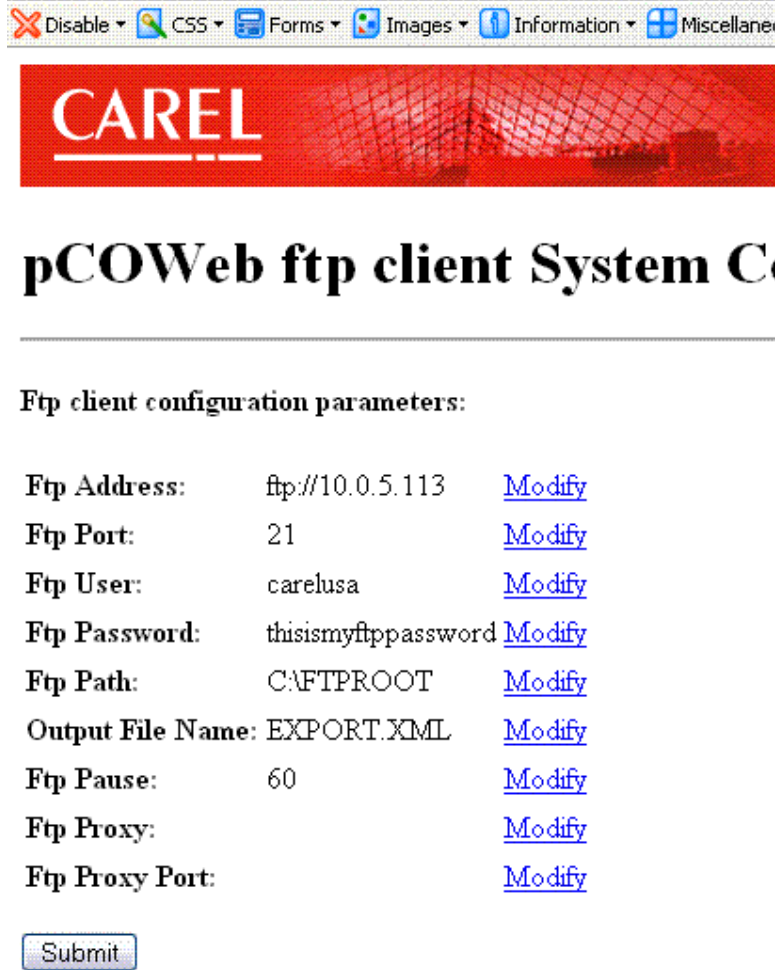 Disable CSS Forms Images Information
CAREL
pCOWeb ftp client System
Ftp client configuration parameters:
Ftp Address: ftp://10.0.5.113 Modify
Ftp Port: 21 Modify
Ftp User: carelusa Modify
Ftp Password: thisismyftppassword Modify
Ftp Path: C:\FTPROOT Modify
Output File Name: EXPORT.XML Modify
Ftp Pause: 60 Modify
Ftp Proxy: Modify
Ftp Proxy Port: Modify
Submit